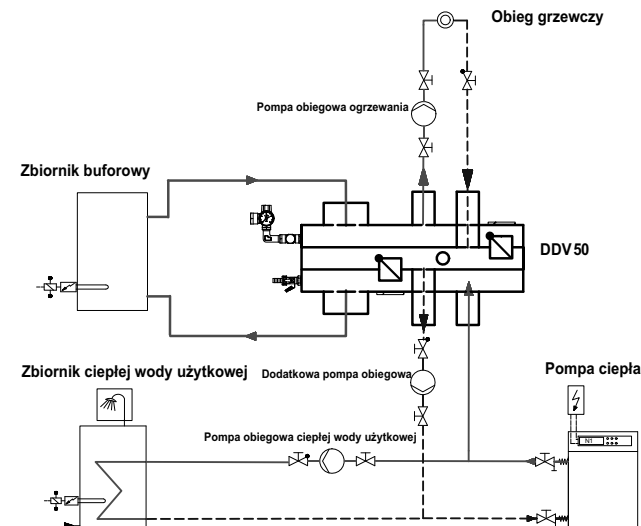 Obieg grzewczy
Pompa obiegowa ogrzewania
Zbiornik buforowy
DDV 50
Zbiornik ciepłej wody użytkowej
Dodatkowa pompa obiegowa
Pompa ciepła
Pompa obiegowa ciepłej wody użytkowej
N1